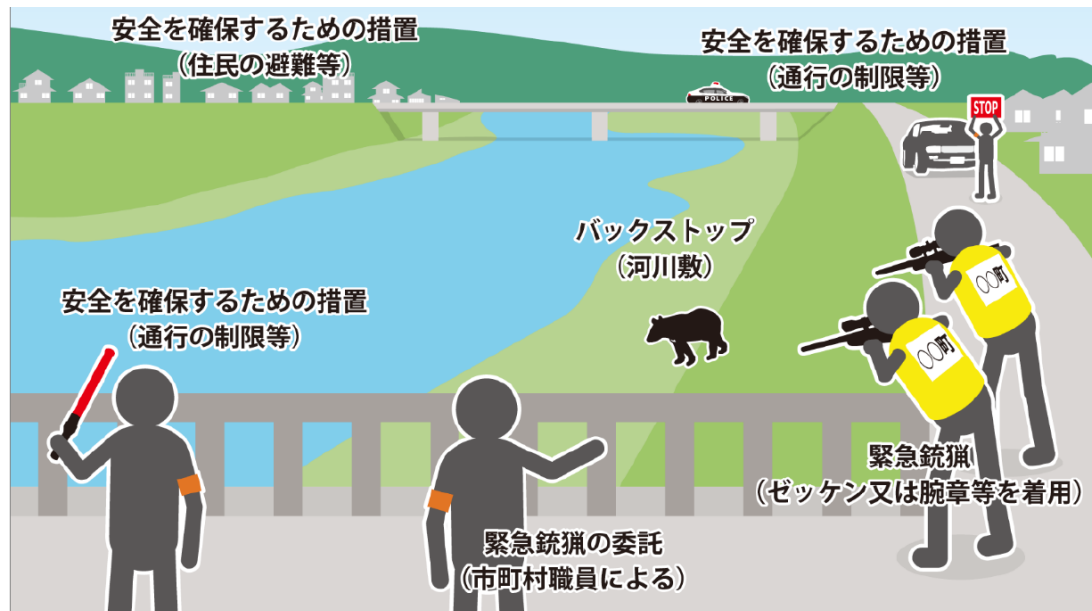 安全を確保するための措置
（住民の避難等）
安全を確保するための措置
（通行の制限等）
POLICE
STOP
バックストップ
（河川敷）
安全を確保するための措置
（通行の制限等）
○○町
○○町
緊急銃猟
（ゼッケン又は腕章等を着用）
緊急銃猟の委託
（市町村職員による）